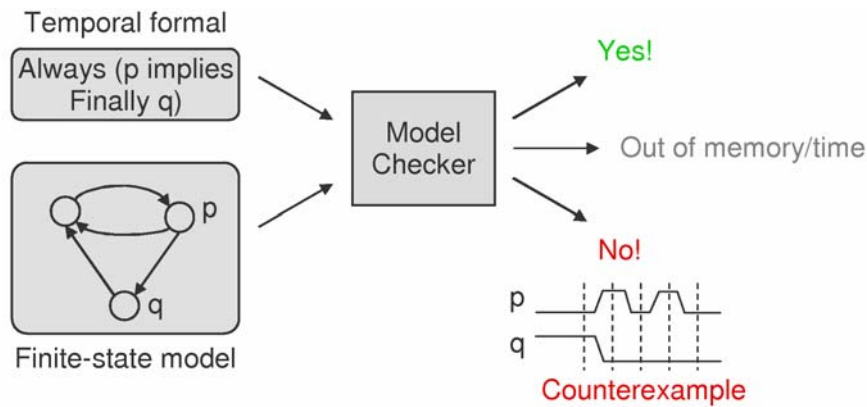 Temporal formal
Always (p implies
Finally q)
p
q
Finite-state model
Model
Checker
Yes!
Out of memory/time
No!
p
q
Counterexample